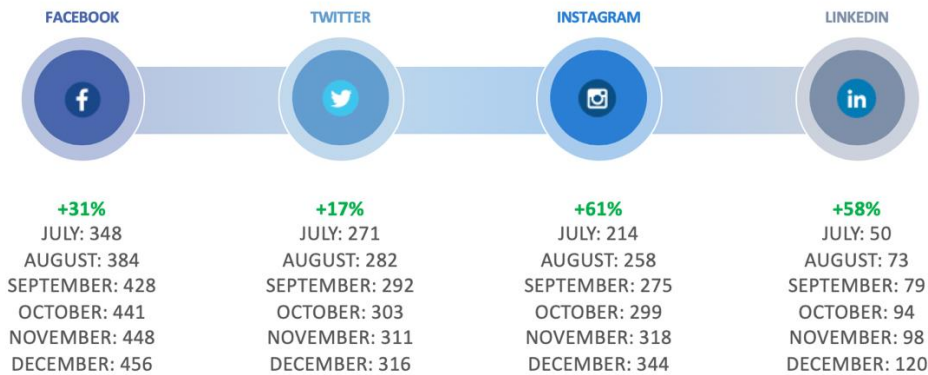 FACEBOOK
TWITTER
INSTAGRAM
LINKEDIN
f
in
+31%
JULY: 348
AUGUST: 384
SEPTEMBER: 428
OCTOBER: 441
NOVEMBER: 448
DECEMBER: 456
+17%
JULY: 271
AUGUST: 282
SEPTEMBER: 292
OCTOBER: 303
NOVEMBER: 311
DECEMBER: 316
+61%
JULY: 214
AUGUST: 258
SEPTEMBER: 275
OCTOBER: 299
NOVEMBER: 318
DECEMBER: 344
+58%
JULY: 50
AUGUST: 73
SEPTEMBER: 79
OCTOBER: 94
NOVEMBER: 98
DECEMBER: 120